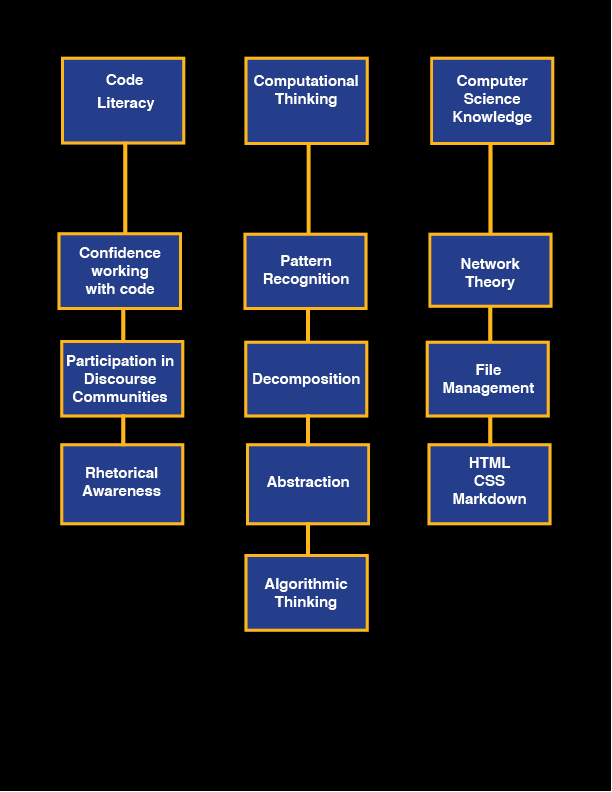 Code
Literacy
Computational
Thinking
Computer
Science
Knowledge
Confidence
working
with code
Pattern
Recognition
Network
Theory
Participation in
Discourse
Communities
Decomposition
File
Management
Rhetorical
Awareness
Abstraction
HTML
CSS
Markdown
Algorithmic
Thinking